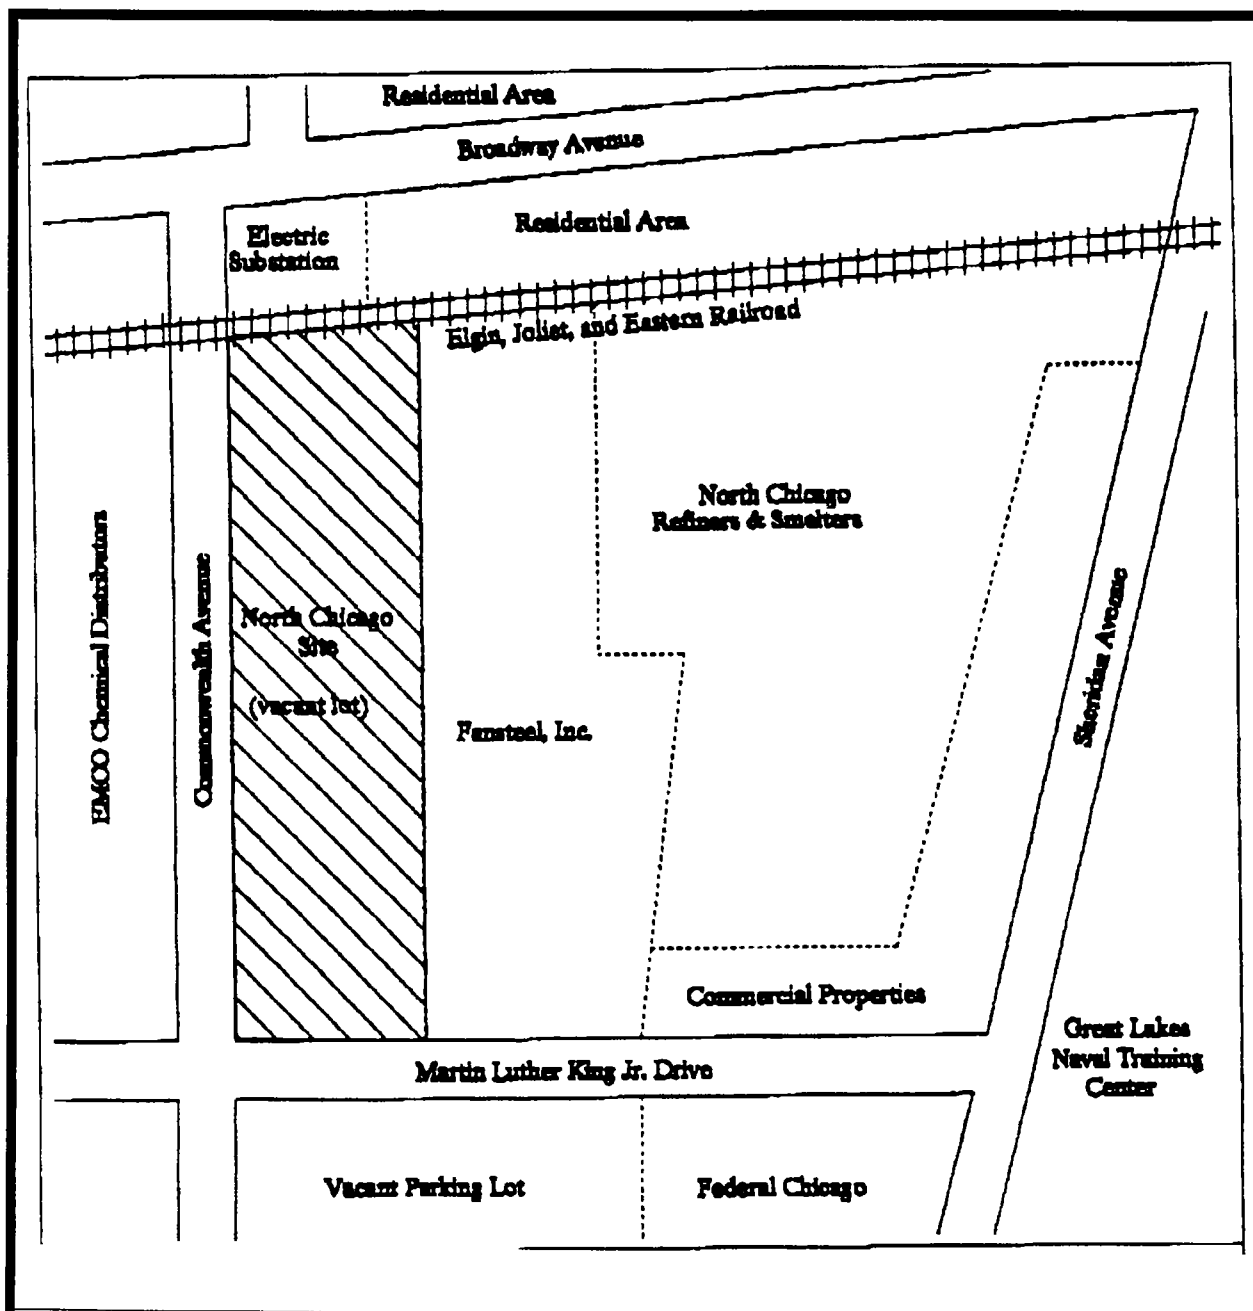 Residential Area
Broadway Avenue
Electric
Substation
Residential Area
Elgin, Joliet, and Eastern Railroad
North Chicago
Refiners & Smelters
EMCO Chemical Distributors
Commonwealth Avenue
North Chicago
Site
(vacant lot)
Fansteel, Inc.
Sheridan Avenue
Commercial Properties
Great Lakes
Naval Training
Center
Martin Luther King Jr. Drive
Vacant Parking Lot
Federal Chicago